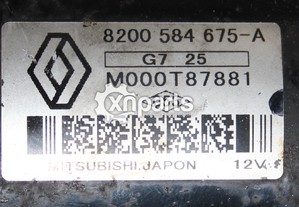 8200 584 675-A
G7 25
M000T87881
xnparts
MITSUBISHI JAPON 12V